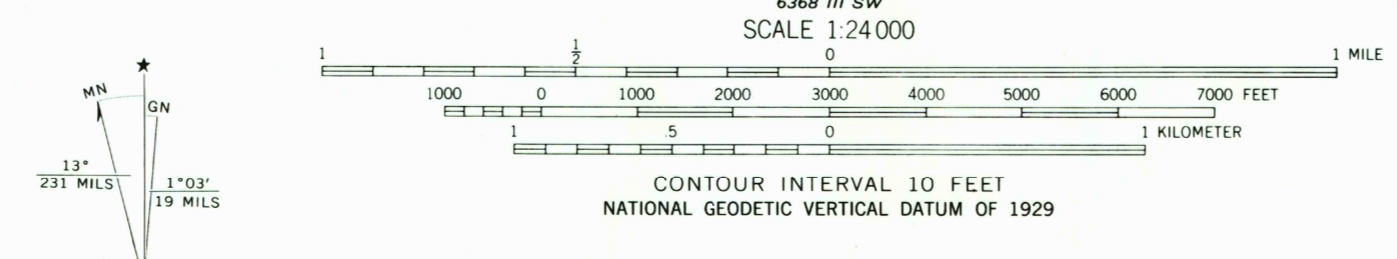 6368 III SW
SCALE 1:24 000
1 ½ 0 1 MILE
1000 0 1000 2000 3000 4000 5000 6000 7000 FEET
1 .5 0 1 KILOMETER
CONTOUR INTERVAL 10 FEET
NATIONAL GEODETIC VERTICAL DATUM OF 1929
★
MN
GN
13°
231 MILS
1°03′
19 MILS